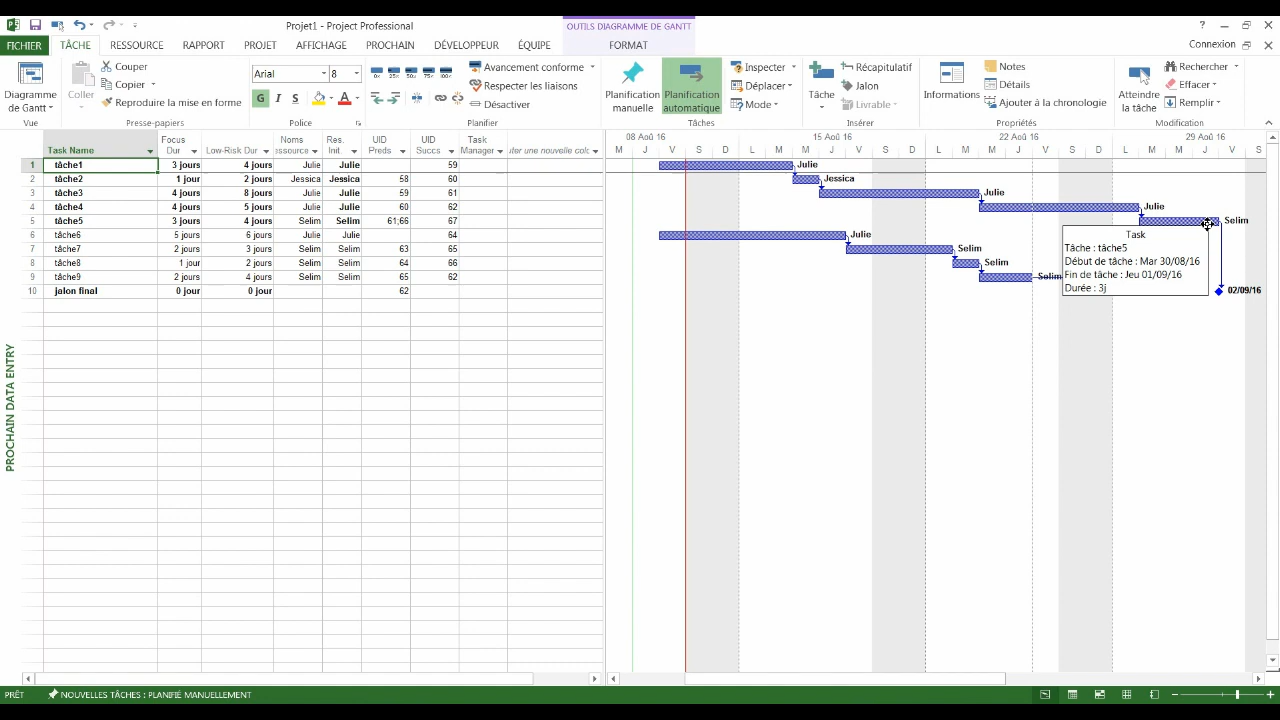 Projet1 - Project Professional
OUTILS DIAGRAMME DE GANTT
?
FICHIER TÂCHE RESSOURCE RAPPORT PROJET AFFICHAGE PROCHAIN DÉVELOPPEUR ÉQUIPE FORMAT
Connexion
Diagramme de Gantt
Vue
Coller
Couper
Copier
Reproduire la mise en forme
Presse-papiers
Arial 8
G I S A
Police
0% 25% 50% 75% 100%
Avancement conforme
Respecter les liaisons
Désactiver
Planifier
Planification manuelle
Planification automatique
Inspecter
Déplacer
Mode
Tâches
Tâche
Récapitulatif
Jalon
Livrable
Insérer
Informations
Notes
Détails
Ajouter à la chronologie
Propriétés
Atteindre la tâche
Rechercher
Effacer
Remplir
Modification
Task Name Focus Dur Low-Risk Dur Noms ssource Res. Init. UID Preds UID Succs Task Manager uter une nouvelle col
08 Aoû 16 15 Aoû 16 22 Aoû 16 29 Aoû 16
M J V S D L M M J V S D L M M J V S D L M M J V S
1 tâche1 3 jours 4 jours Julie Julie 59
2 tâche2 1 jour 2 jours Jessica Jessica 58 60
3 tâche3 4 jours 8 jours Julie Julie 59 61
4 tâche4 4 jours 5 jours Julie Julie 60 62
5 tâche5 3 jours 4 jours Selim Selim 61;66 67
6 tâche6 5 jours 6 jours Julie Julie 64
7 tâche7 2 jours 3 jours Selim Selim 63 65
8 tâche8 1 jour 2 jours Selim Selim 64 66
9 tâche9 2 jours 4 jours Selim Selim 65 62
10 jalon final 0 jour 0 jour 62
Julie
Jessica
Julie
Julie
Selim
Julie
Selim
Selim
Selim
02/09/16
Task
Tâche : tâche5
Début de tâche : Mar 30/08/16
Fin de tâche : Jeu 01/09/16
Durée : 3j
PROCHAIN DATA ENTRY
PRÊT NOUVELLES TÂCHES : PLANIFIÉ MANUELLEMENT